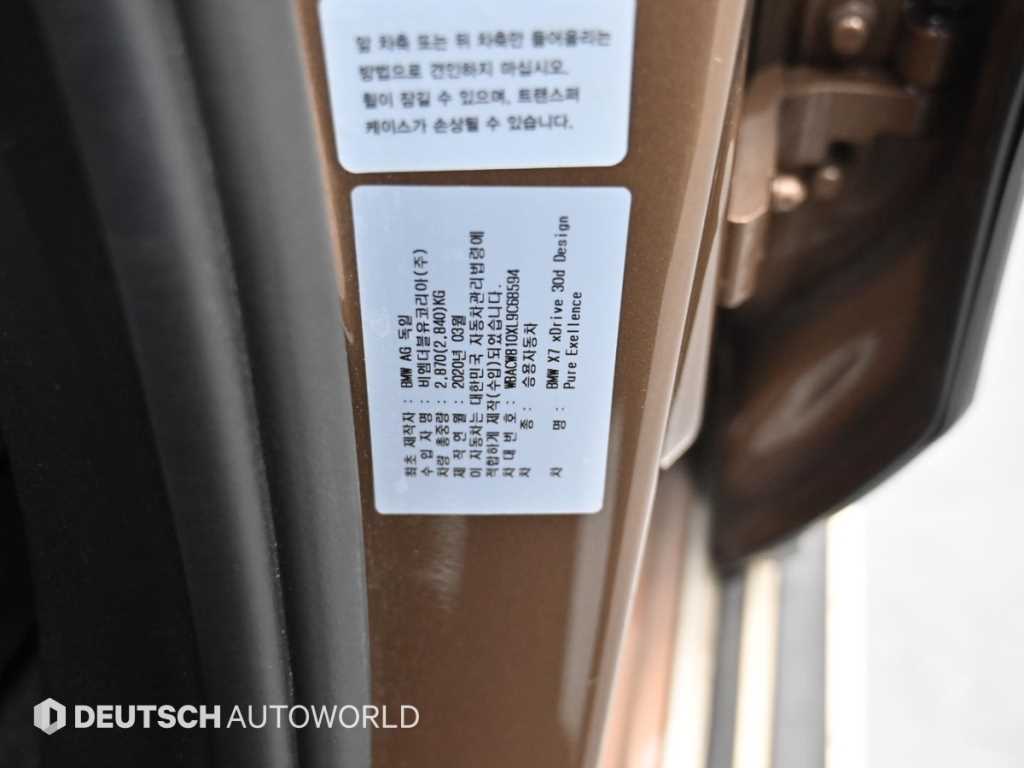 앞 차축 또는 뒤 차축만 들어올리는
방법으로 견인하지 마십시오.
휠이 잠길 수 있으며, 트랜스퍼
케이스가 손상될 수 있습니다.
최초 제작자 : BMW AG 독일
수 입 자 명 : 비엠더블유코리아(주)
차량 총중량 : 2,870(2,840)KG
제 작 연 월 : 2020년 03월
이 자동차는 대한민국 자동차관리법령에
적합하게 제작(수입)되었습니다.
차 대 번 호 : WBACW810XL9C68594
차 종 : 승용자동차
차 명 : BMW X7 xDrive 30d Design
Pure Exellence
DEUTSCH AUTOWORLD